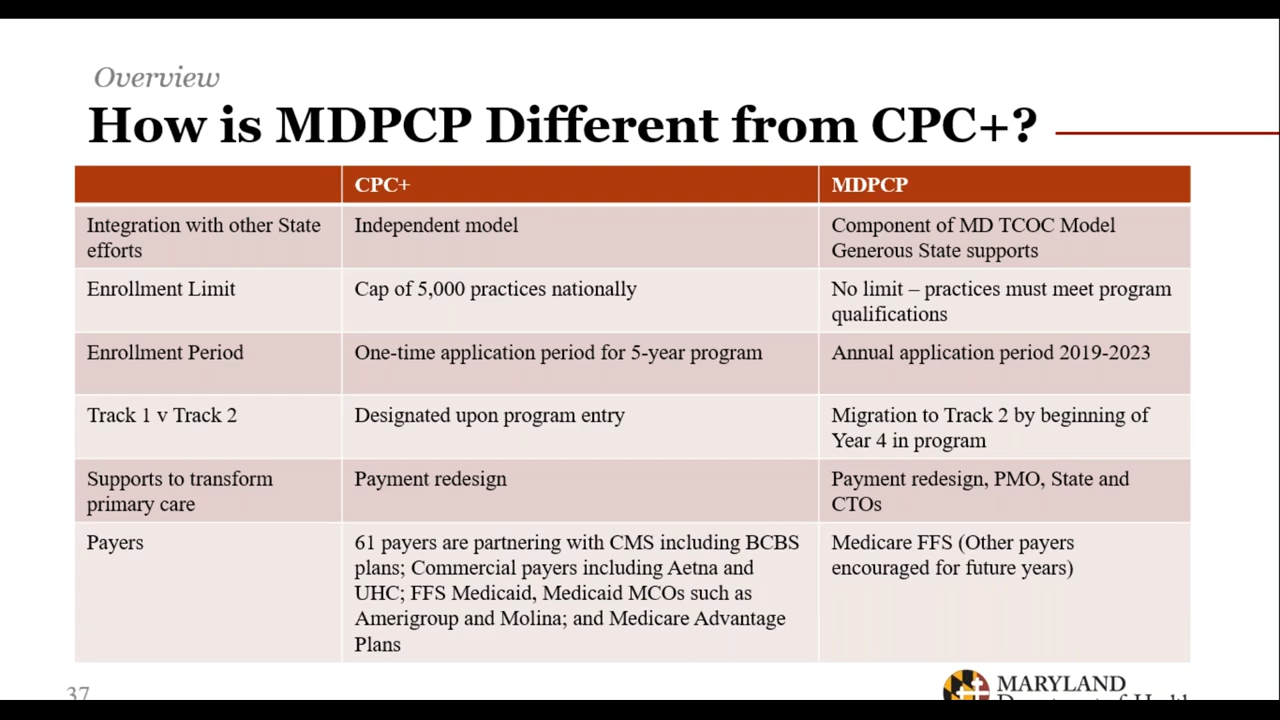 Overview
How is MDPCP Different from CPC+?
CPC+
MDPCP
Integration with other State
efforts
Independent model
Component of MD TCOC Model
Generous State supports
Enrollment Limit
Cap of 5,000 practices nationally
No limit – practices must meet program
qualifications
Enrollment Period
One-time application period for 5-year program
Annual application period 2019-2023
Track 1 v Track 2
Designated upon program entry
Migration to Track 2 by beginning of
Year 4 in program
Supports to transform
primary care
Payment redesign
Payment redesign, PMO, State and
CTOs
Payers
61 payers are partnering with CMS including BCBS
plans; Commercial payers including Aetna and
UHC; FFS Medicaid, Medicaid MCOs such as
Amerigroup and Molina; and Medicare Advantage
Plans
Medicare FFS (Other payers
encouraged for future years)
37
MARYLAND